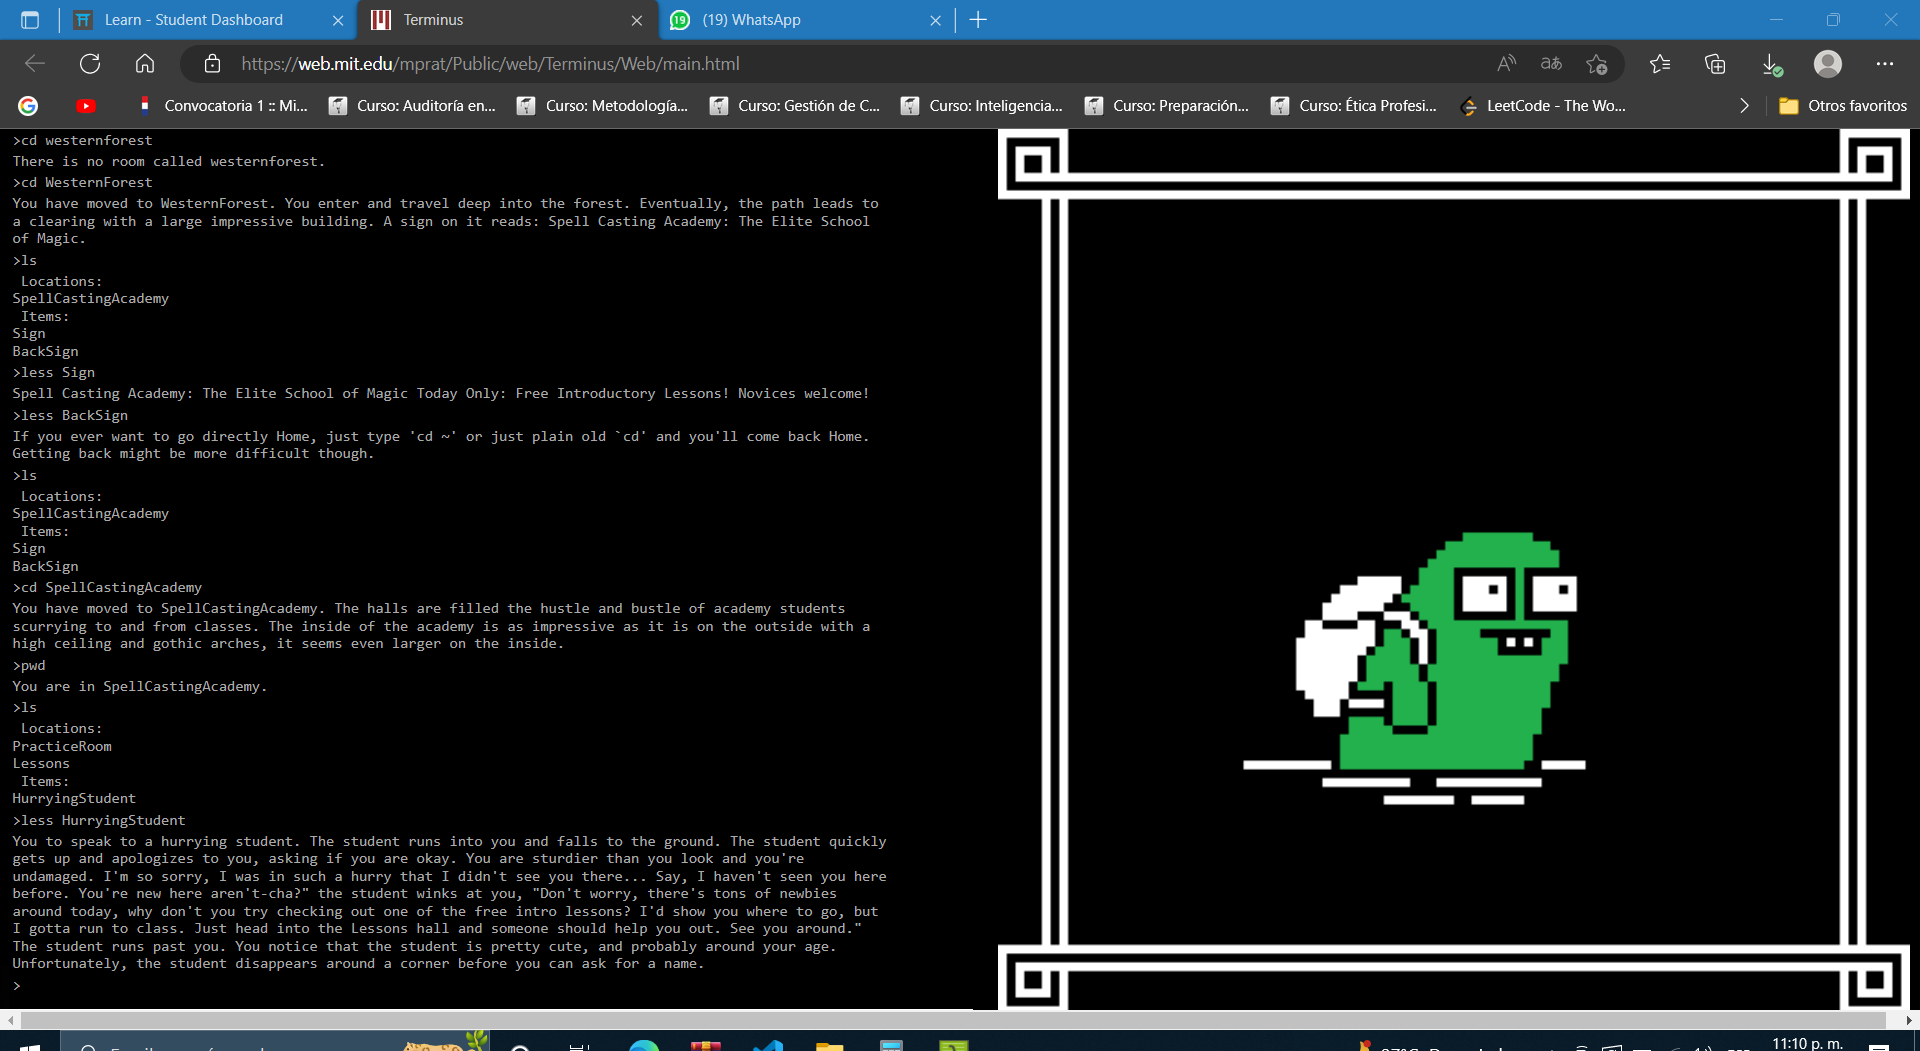 Learn - Student Dashboard
Terminus
19
(19) WhatsApp
https://web.mit.edu/mprat/Public/web/Terminus/Web/main.html
Convocatoria 1 :: Mi...
Curso: Auditoría en...
Curso: Metodología...
Curso: Gestión de C...
Curso: Inteligencia...
Curso: Preparación...
Curso: Ética Profesi...
LeetCode - The Wo...
Otros favoritos
>cd westernforest
There is no room called westernforest.
>cd WesternForest
You have moved to WesternForest. You enter and travel deep into the forest. Eventually, the path leads to
a clearing with a large impressive building. A sign on it reads: Spell Casting Academy: The Elite School
of Magic.
>ls
Locations:
SpellCastingAcademy
Items:
Sign
BackSign
>less Sign
Spell Casting Academy: The Elite School of Magic Today Only: Free Introductory Lessons! Novices welcome!
>less BackSign
If you ever want to go directly Home, just type 'cd ~' or just plain old `cd' and you'll come back Home.
Getting back might be more difficult though.
>ls
Locations:
SpellCastingAcademy
Items:
Sign
BackSign
>cd SpellCastingAcademy
You have moved to SpellCastingAcademy. The halls are filled the hustle and bustle of academy students
scurrying to and from classes. The inside of the academy is as impressive as it is on the outside with a
high ceiling and gothic arches, it seems even larger on the inside.
>pwd
You are in SpellCastingAcademy.
>ls
Locations:
PracticeRoom
Lessons
Items:
HurryingStudent
>less HurryingStudent
You to speak to a hurrying student. The student runs into you and falls to the ground. The student quickly
gets up and apologizes to you, asking if you are okay. You are sturdier than you look and you're
undamaged. I'm so sorry, I was in such a hurry that I didn't see you there... Say, I haven't seen you here
before. You're new here aren't-cha?" the student winks at you, "Don't worry, there's tons of newbies
around today, why don't you try checking out one of the free intro lessons? I'd show you where to go, but
I gotta run to class. Just head into the Lessons hall and someone should help you out. See you around."
The student runs past you. You notice that the student is pretty cute, and probably around your age.
Unfortunately, the student disappears around a corner before you can ask for a name.
>
11:10 p. m.